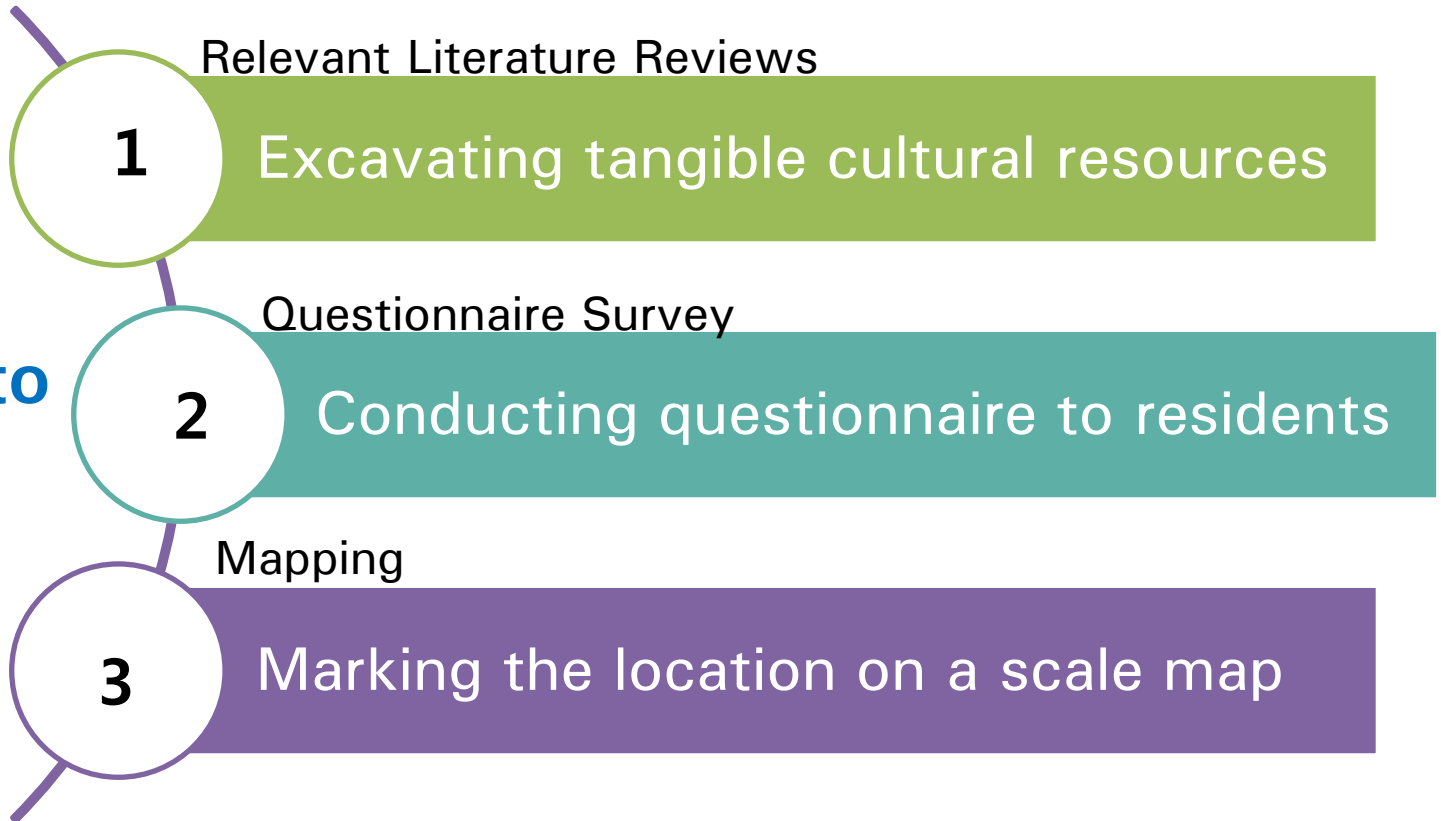 Relevant Literature Reviews
1
Excavating tangible cultural resources
Questionnaire Survey
to
2
Conducting questionnaire to residents
Mapping
3
Marking the location on a scale map